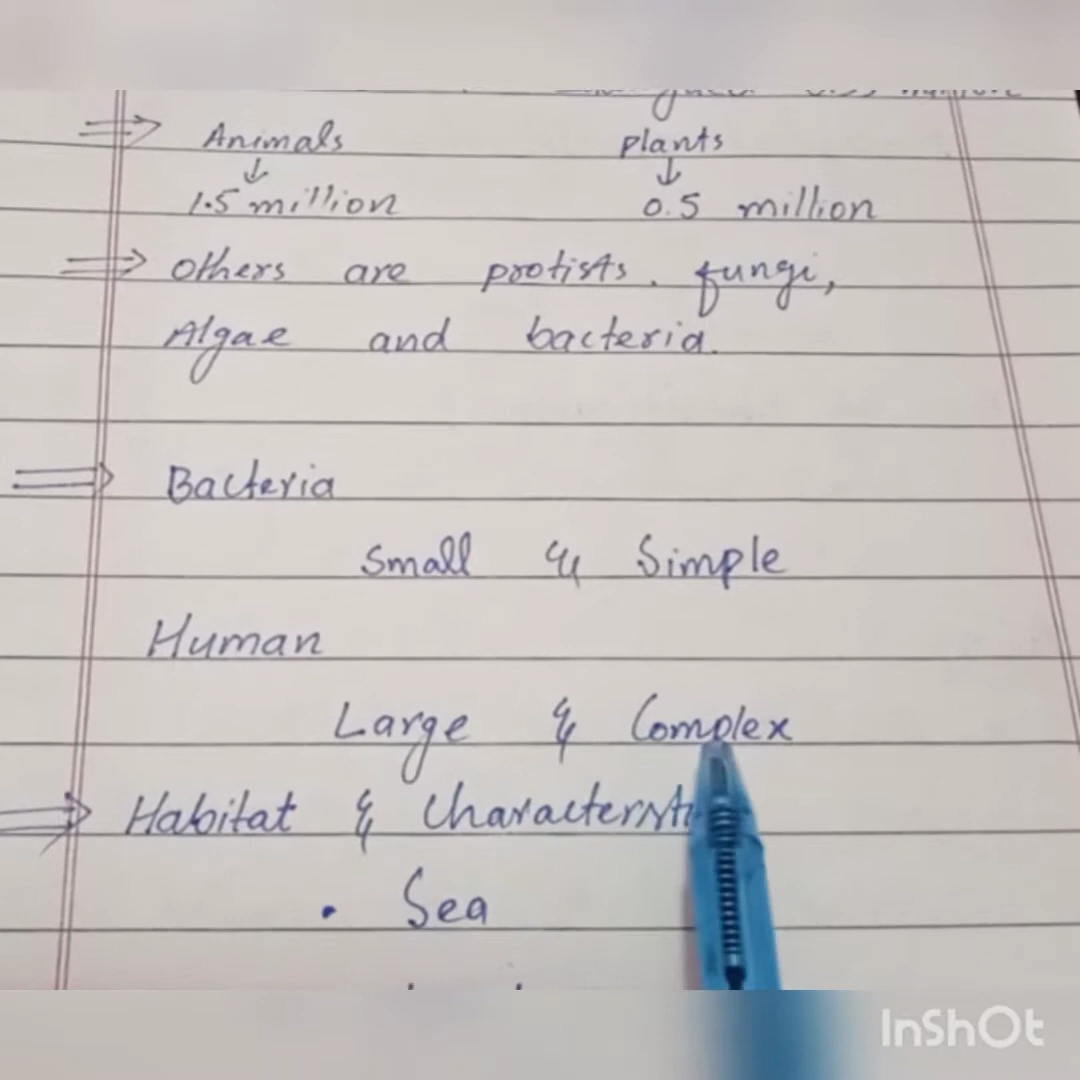 ⇒ Animals plants
↓ ↓
1.5 million 0.5 million
⇒ Others are protists. fungi,
Algae and bacteria.
⇒ Bacteria
Small & Simple
Human
Large & Complex
⇒ Habitat &
• Sea
InShOt